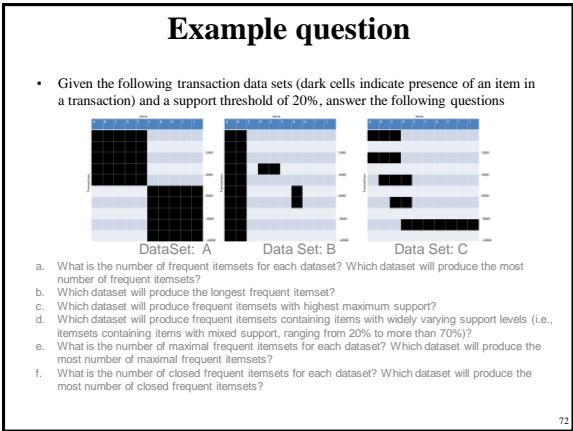 Example question
• Given the following transaction data sets (dark cells indicate presence of an item in
a transaction) and a support threshold of 20%, answer the following questions
DataSet: A
Data Set: B
Data Set: C
a. What is the number of frequent itemsets for each dataset? Which dataset will produce the most
number of frequent itemsets?
b. Which dataset will produce the longest frequent itemset?
c. Which dataset will produce frequent itemsets with highest maximum support?
d. Which dataset will produce frequent itemsets containing items with widely varying support levels (i.e.,
itemsets containing items with mixed support, ranging from 20% to more than 70%)?
e. What is the number of maximal frequent itemsets for each dataset? Which dataset will produce the
most number of maximal frequent itemsets?
f. What is the number of closed frequent itemsets for each dataset? Which dataset will produce the
most number of closed frequent itemsets?
72